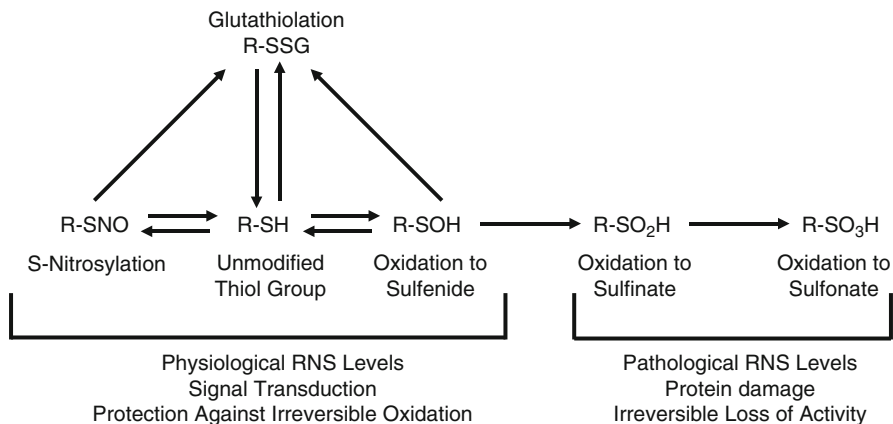 Glutathiolation
R-SSG
R-SNO
R-SH
R-SOH
R-SO₂H
R-SO₃H
S-Nitrosylation
Unmodified
Thiol Group
Oxidation to
Sulfenide
Oxidation to
Sulfinate
Oxidation to
Sulfonate
Physiological RNS Levels
Signal Transduction
Protection Against Irreversible Oxidation
Pathological RNS Levels
Protein damage
Irreversible Loss of Activity